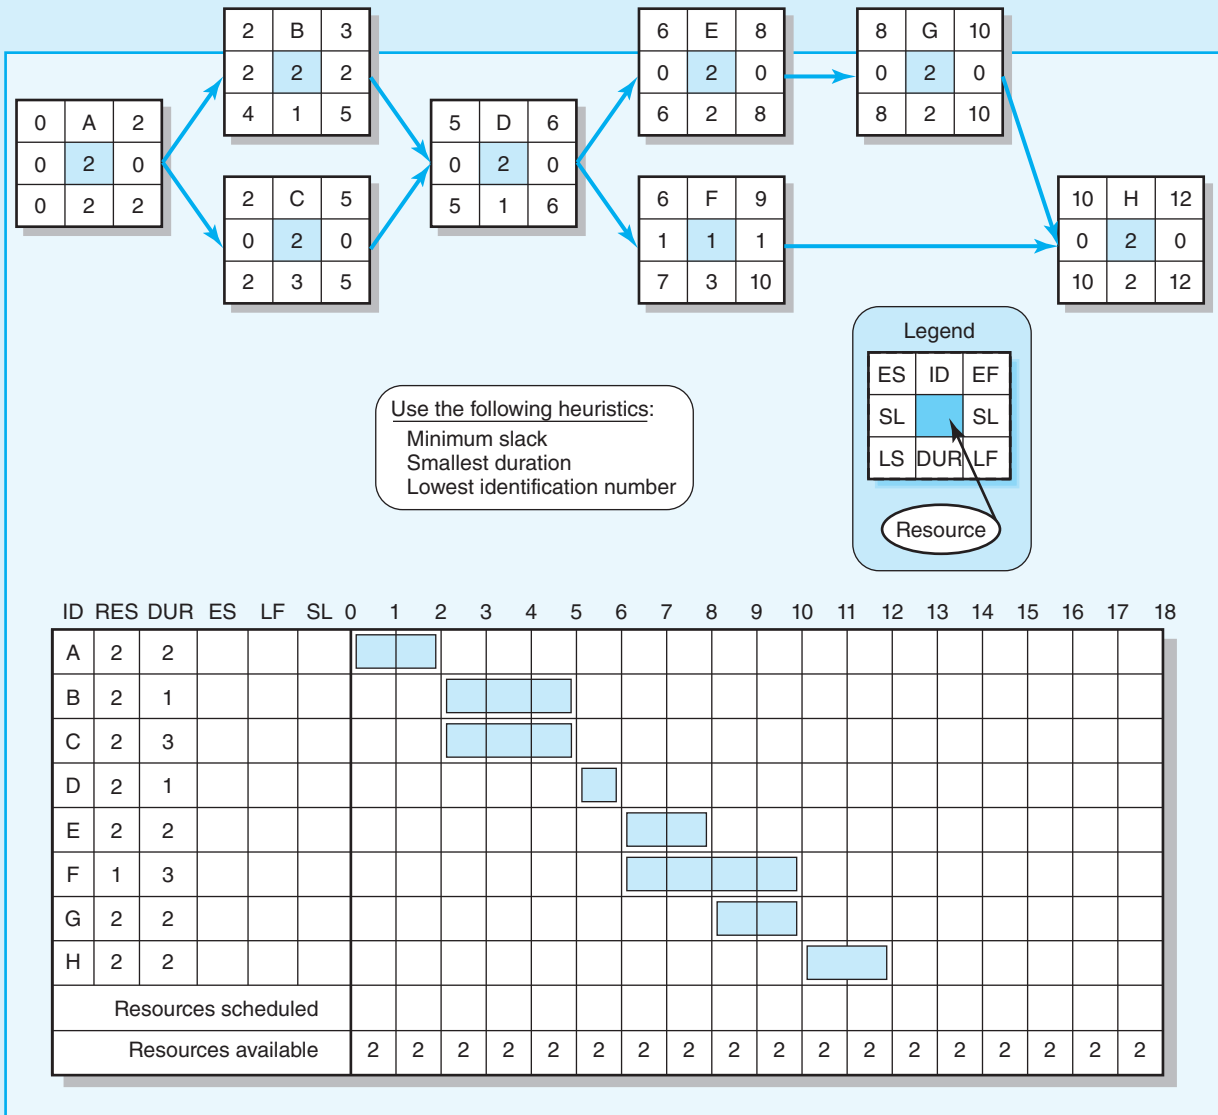 2 B 3
2 2 2
4 1 5
6 E 8
0 2 0
6 2 8
8 G 10
0 2 0
8 2 10
0 A 2
0 2 0
0 2 2
5 D 6
0 2 0
5 1 6
2 C 5
0 2 0
2 3 5
6 F 9
1 1 1
7 3 10
10 H 12
0 2 0
10 2 12
Legend
ES ID EF
SL SL
LS DUR LF
Resource
Use the following heuristics:
Minimum slack
Smallest duration
Lowest identification number
ID RES DUR ES LF SL 0 1 2 3 4 5 6 7 8 9 10 11 12 13 14 15 16 17 18
A 2 2
B 2 1
C 2 3
D 2 1
E 2 2
F 1 3
G 2 2
H 2 2
Resources scheduled
Resources available 2 2 2 2 2 2 2 2 2 2 2 2 2 2 2 2 2 2